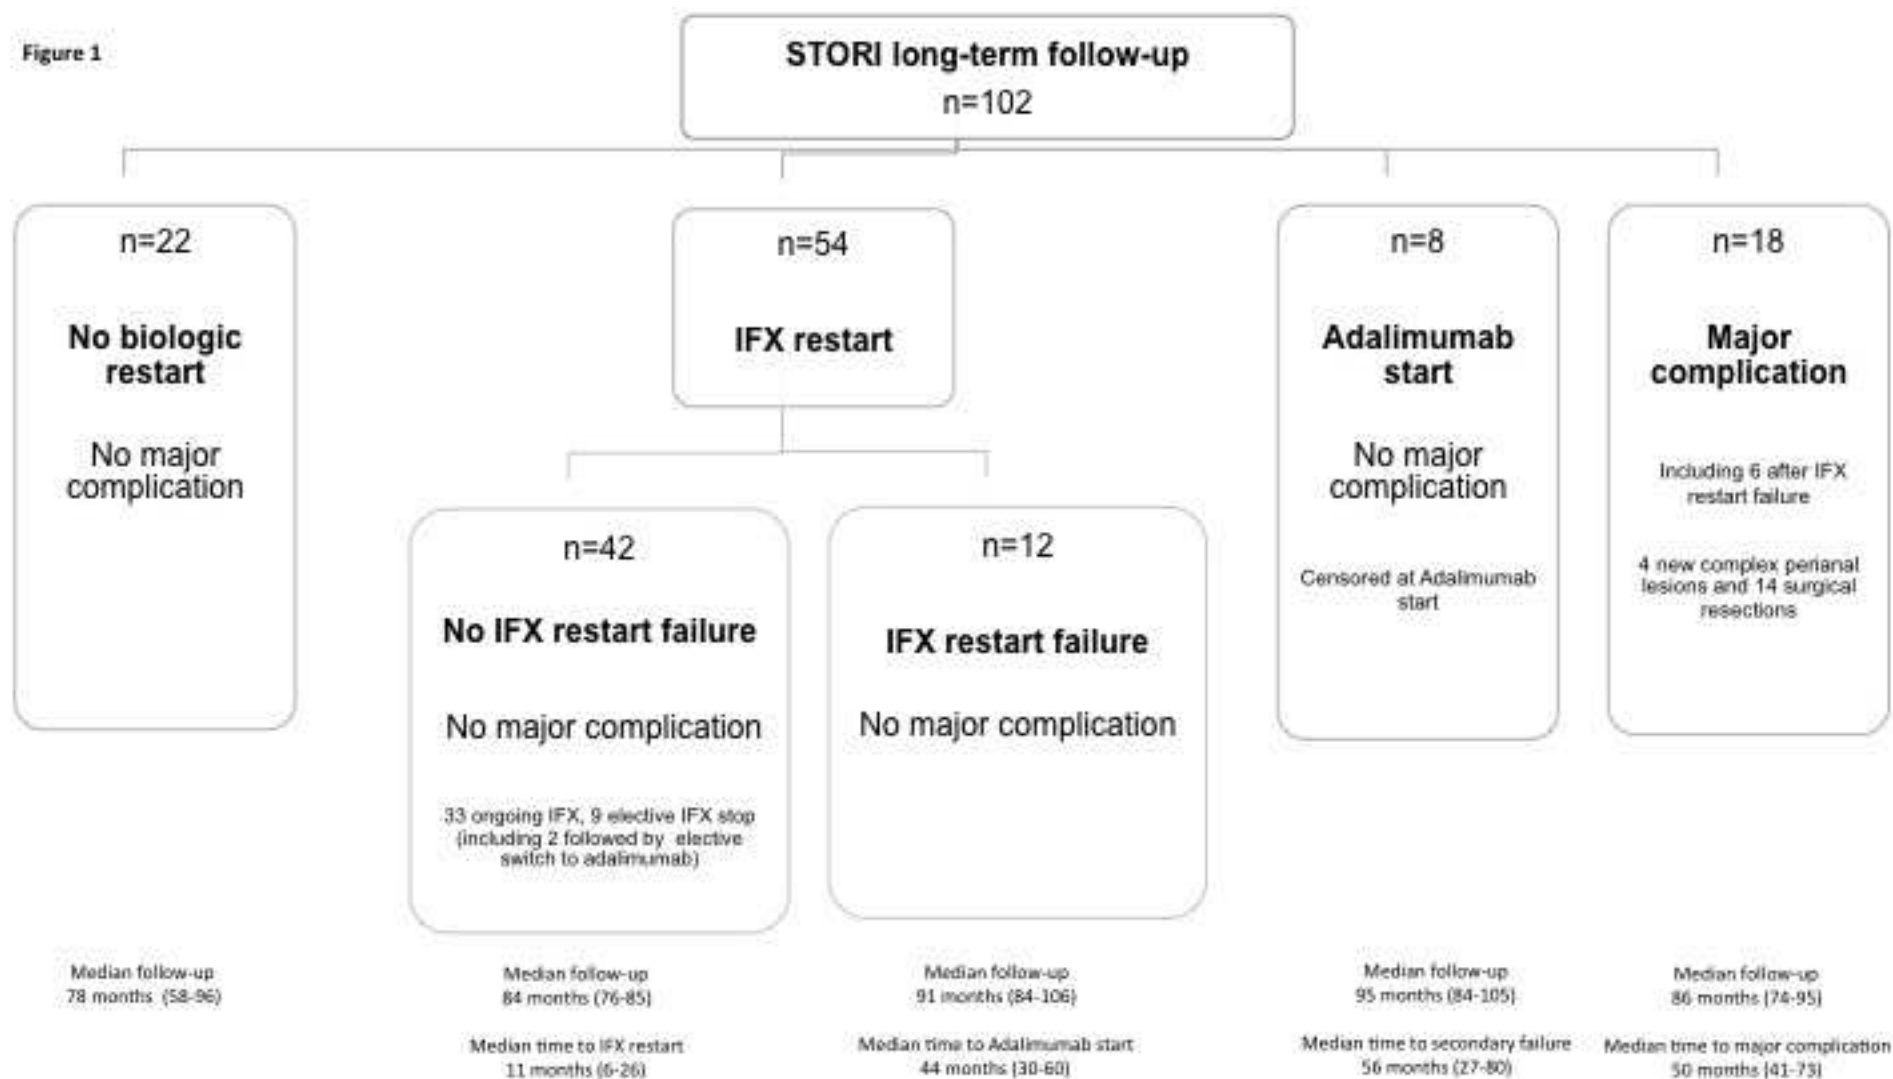 Figure 1
STORI long-term follow-up
n=102
n=22
No biologic
restart
No major
complication
n=54
IFX restart
n=42
No IFX restart failure
No major complication
33 ongoing IFX, 9 elective IFX stop
(including 2 followed by elective
switch to adalimumab)
n=12
IFX restart failure
No major complication
n=8
Adalimumab
start
No major
complication
Censored at Adalimumab
start
n=18
Major
complication
Including 6 after IFX
restart failure
4 new complex perianal
lesions and 14 surgical
resections
Median follow-up
78 months (58-96)
Median follow-up
84 months (76-85)
Median time to IFX restart
11 months (6-26)
Median follow-up
91 months (84-106)
Median time to Adalimumab start
44 months (30-60)
Median follow-up
95 months (84-105)
Median time to secondary failure
56 months (27-80)
Median follow-up
86 months (74-95)
Median time to major complication
50 months (41-73)